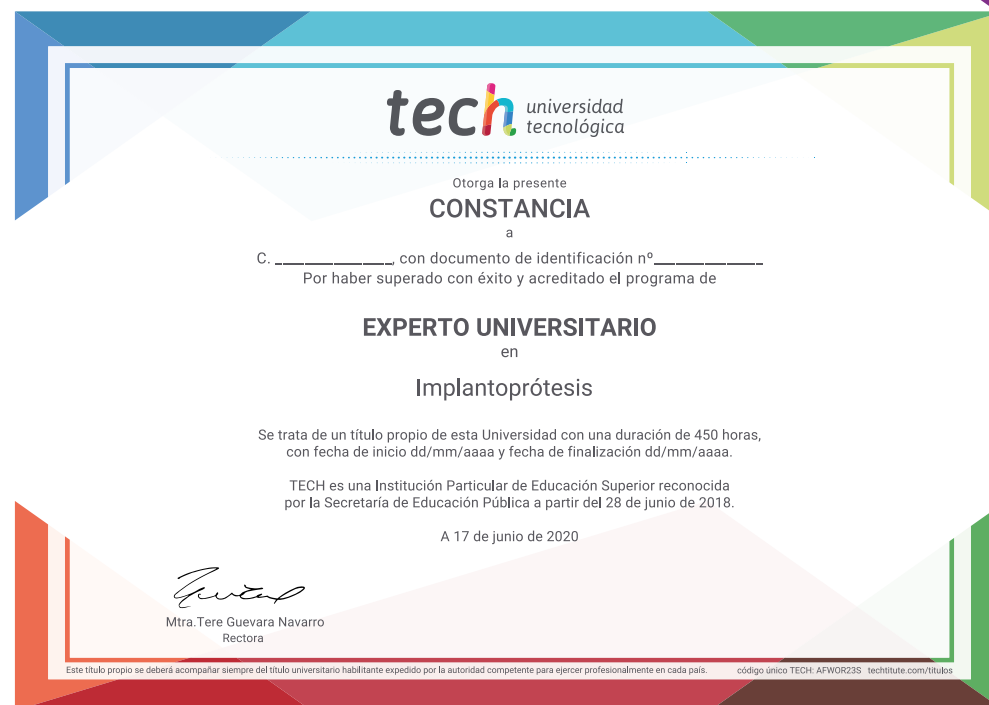 tech universidad
tecnológica
Otorga la presente
CONSTANCIA
a
C. ________________, con documento de identificación nº______________
Por haber superado con éxito y acreditado el programa de
EXPERTO UNIVERSITARIO
en
Implantoprótesis
Se trata de un título propio de esta Universidad con una duración de 450 horas,
con fecha de inicio dd/mm/aaaa y fecha de finalización dd/mm/aaaa.
TECH es una Institución Particular de Educación Superior reconocida
por la Secretaría de Educación Pública a partir del 28 de junio de 2018.
A 17 de junio de 2020
Mtra.Tere Guevara Navarro
Rectora
Este título propio se deberá acompañar siempre del título universitario habilitante expedido por la autoridad competente para ejercer profesionalmente en cada país. código único TECH: AFWOR23S techtitute.com/titulos